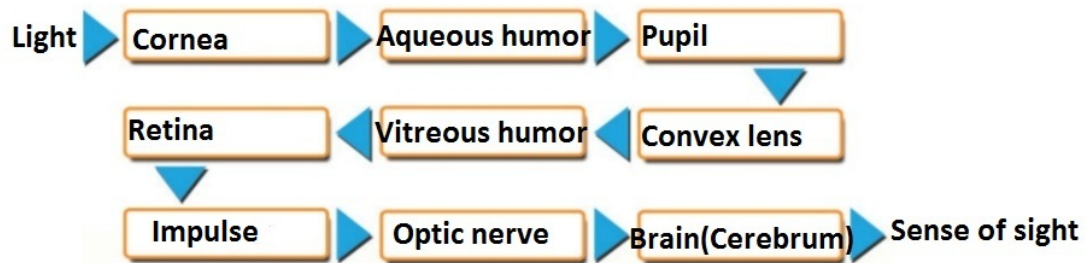 Light Cornea Aqueous humor Pupil
Retina Vitreous humor Convex lens
Impulse Optic nerve Brain(Cerebrum) Sense of sight